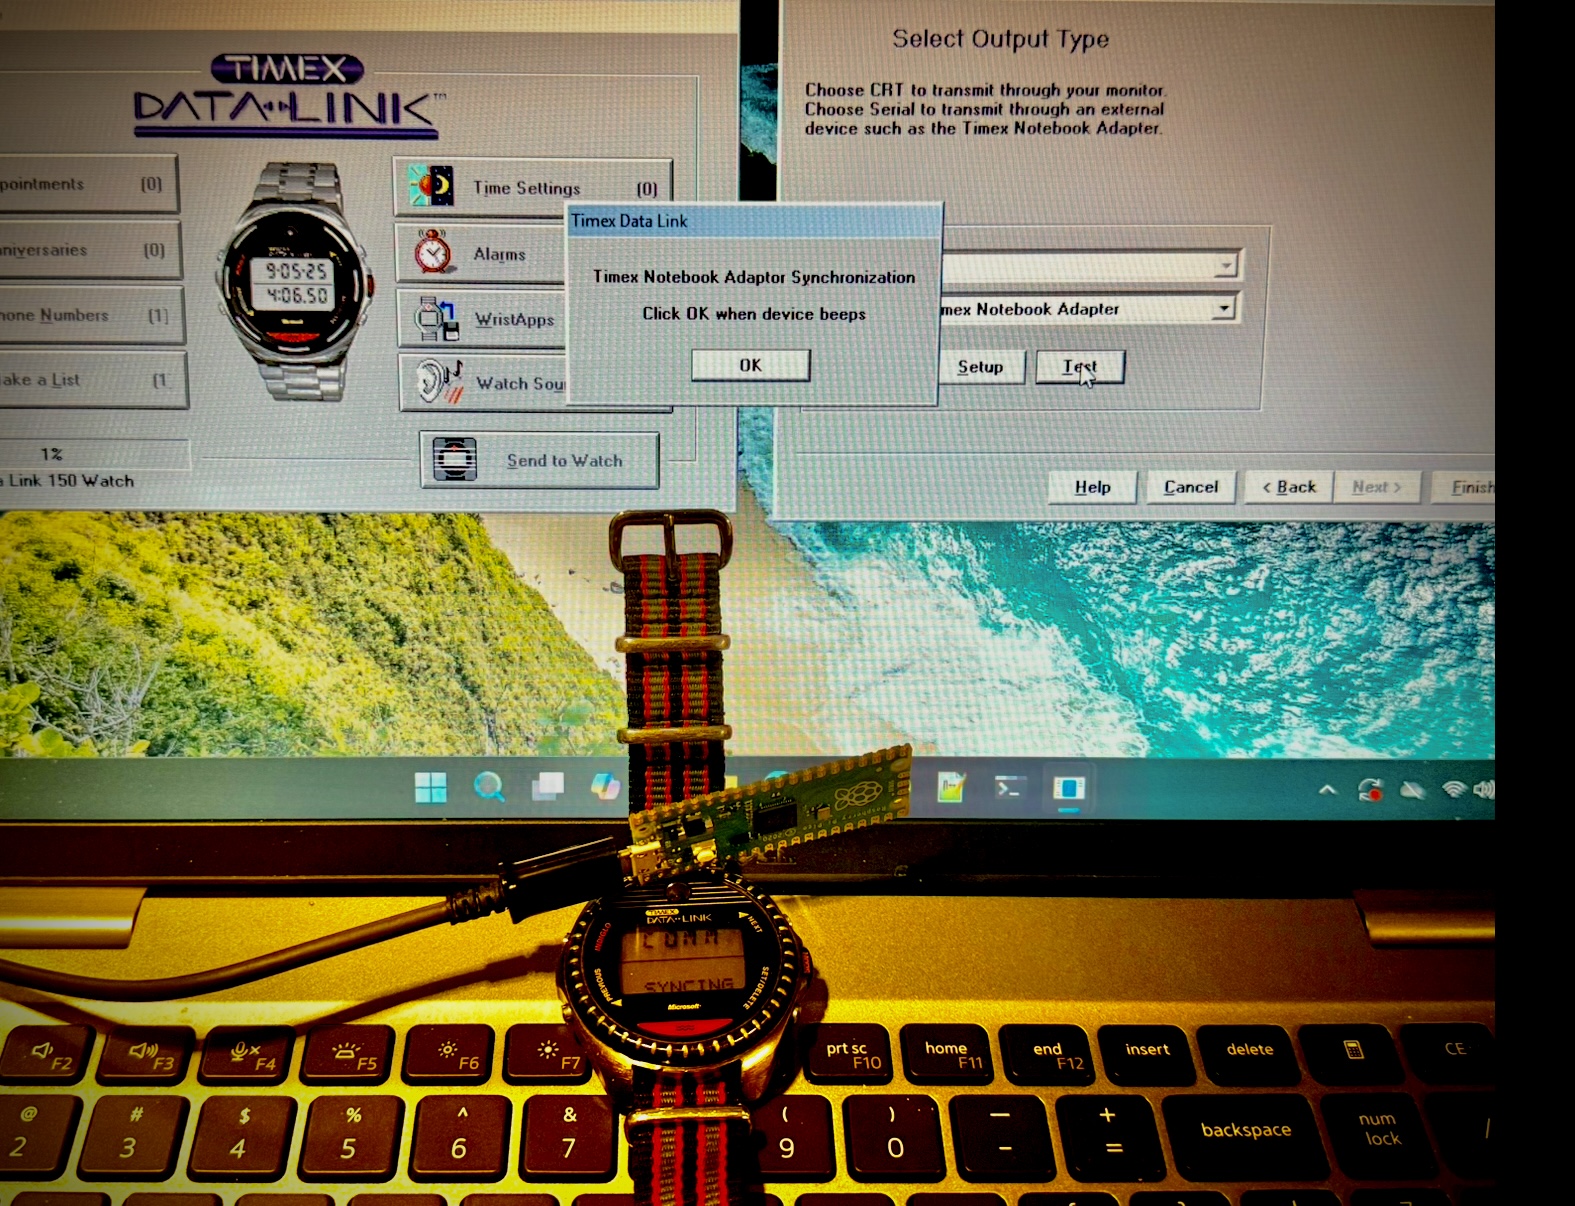 TIMEX
DATA LINK™
pointments (0)
niversaries (0)
one Numbers (1)
ake a List (1
1%
Link 150 Watch
9-05-25
4:06.50
Time Settings (0)
Alarms
WristApps
Watch Sou
Send to Watch
Timex Data Link
Timex Notebook Adaptor Synchronization
Click OK when device beeps
OK
Select Output Type
Choose CRT to transmit through your monitor.
Choose Serial to transmit through an external
device such as the Timex Notebook Adapter.
mex Notebook Adapter
Setup
Test
Help
Cancel
< Back
Next >
Finish
TIMEX
DATA LINK
INDIGLO
NEXT
COMM
SYNCING
PREVIOUS
SET/DELETE
Microsoft
F2
F3
F4
F5
F6
F7
prt sc
F10
home
F11
end
F12
insert
delete
CE
@
2
#
3
$
4
%
5
^
6
&
7
(
9
)
0
—
-
+
=
backspace
num
lock
/